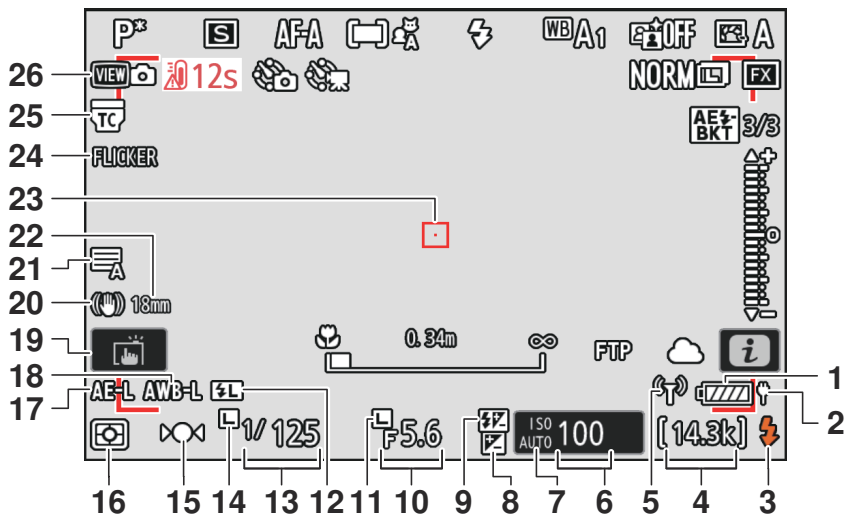 P* S AF-A A WB A1 OFF A
26 VIEW 12s NORM L FX
25 TC AE BKT 3/3
24 FLICKER
23
22
21 A
20 18mm
19 0.34m ∞ FTP i
18 1
17 AE-L AWB-L L 2
L 1/125 L F5.6 ISO AUTO 100 [14.3k]
16 15 14 13 12 11 10 9 8 7 6 5 4 3